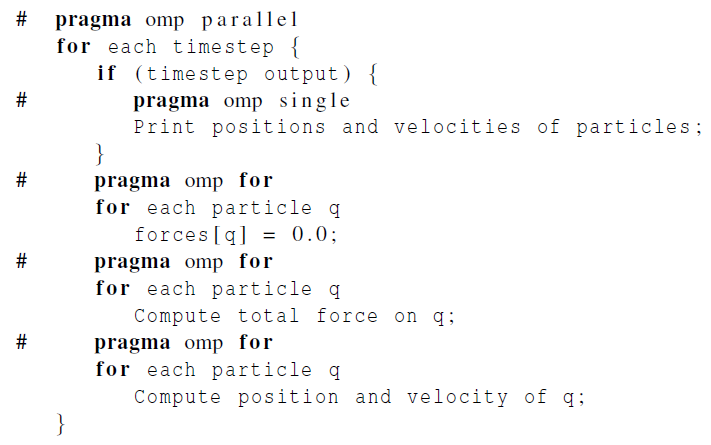 # pragma omp parallel
for each timestep {
if (timestep output) {
# pragma omp single
Print positions and velocities of particles;
}
# pragma omp for
for each particle q
forces[q] = 0.0;
# pragma omp for
for each particle q
Compute total force on q;
# pragma omp for
for each particle q
Compute position and velocity of q;
}